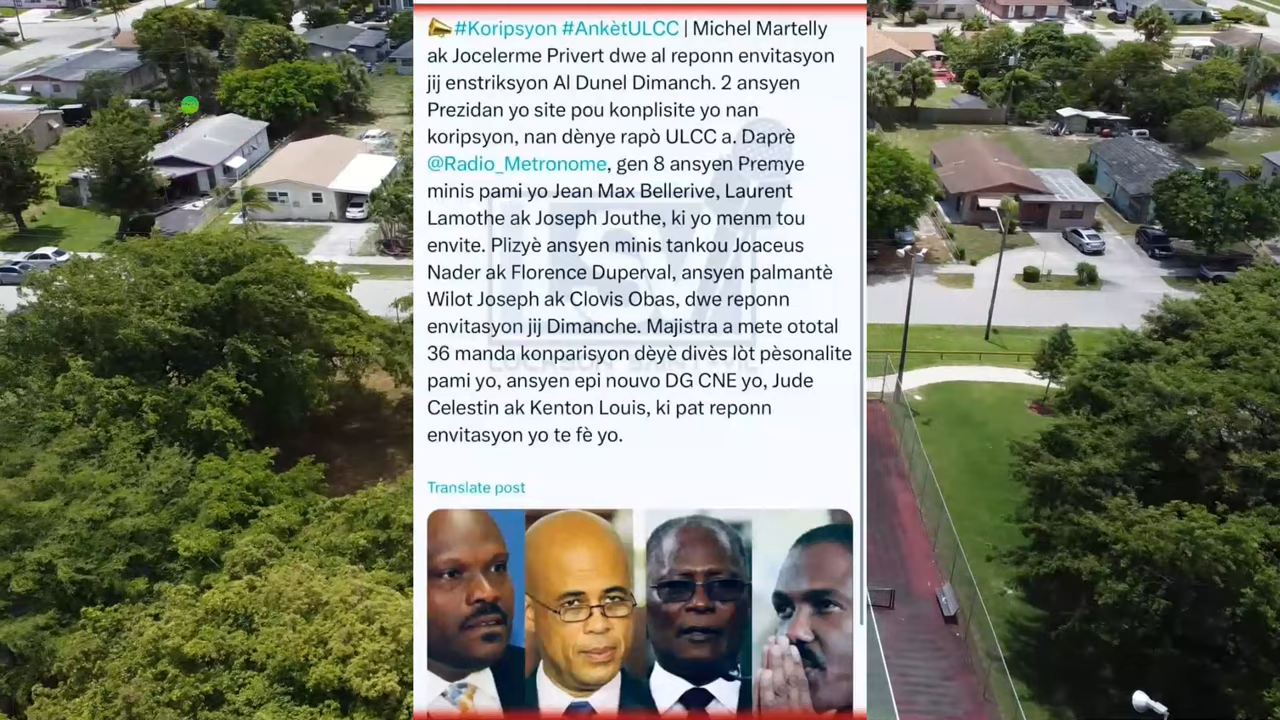 #Koripsyon #AnkètULCC | Michel Martelly
ak Jocelerme Privert dwe al reponn envitasyon
jij enstriksyon Al Dunel Dimanch. 2 ansyen
Prezidan yo site pou konplisite yo nan
koripsyon, nan dènye rapò ULCC a. Daprè
@Radio_Metronome, gen 8 ansyen Premye
minis pami yo Jean Max Bellerive, Laurent
Lamothe ak Joseph Jouthe, ki yo menm tou
envite. Plizyè ansyen minis tankou Joaceus
Nader ak Florence Duperval, ansyen palmantè
Wilot Joseph ak Clovis Obas, dwe reponn
envitasyon jij Dimanche. Majistra a mete ototal
36 manda konparisyon dèyè divès lòt pèsonalite
pami yo, ansyen epi nouvo DG CNE yo, Jude
Celestin ak Kenton Louis, ki pat reponn
envitasyon yo te fè yo.
Translate post